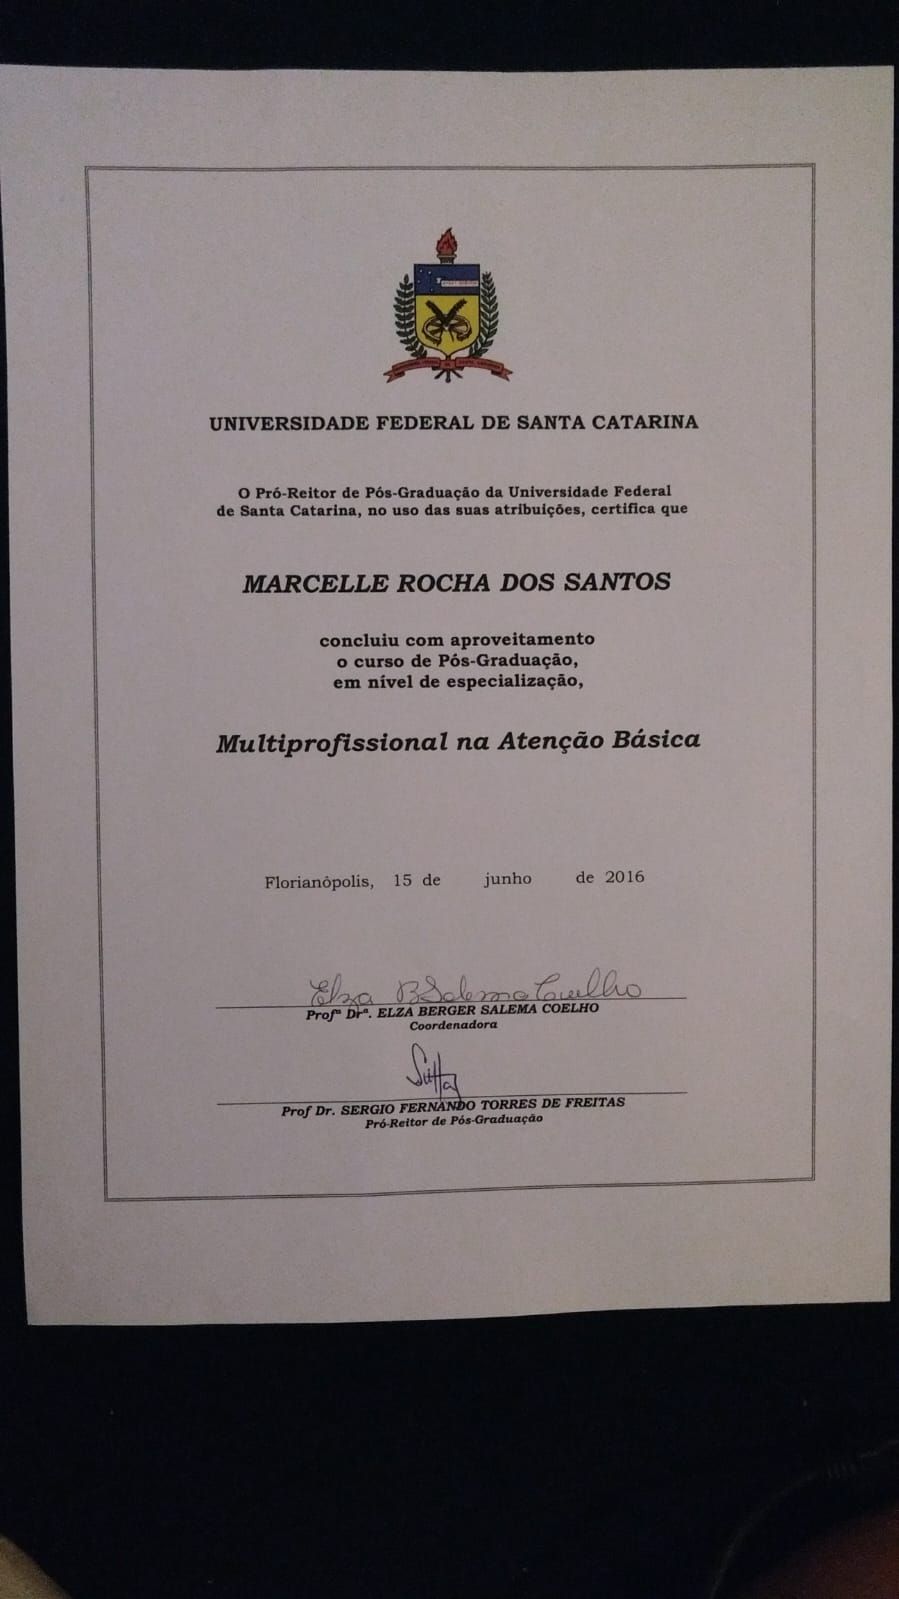 UNIVERSIDADE FEDERAL DE SANTA CATARINA
O Pró-Reitor de Pós-Graduação da Universidade Federal
de Santa Catarina, no uso das suas atribuições, certifica que
MARCELLE ROCHA DOS SANTOS
concluiu com aproveitamento
o curso de Pós-Graduação,
em nível de especialização,
Multiprofissional na Atenção Básica
Florianópolis, 15 de junho de 2016
Elza BSalema Coelho
Profª Drª. ELZA BERGER SALEMA COELHO
Coordenadora
Prof Dr. SERGIO FERNANDO TORRES DE FREITAS
Pró-Reitor de Pós-Graduação